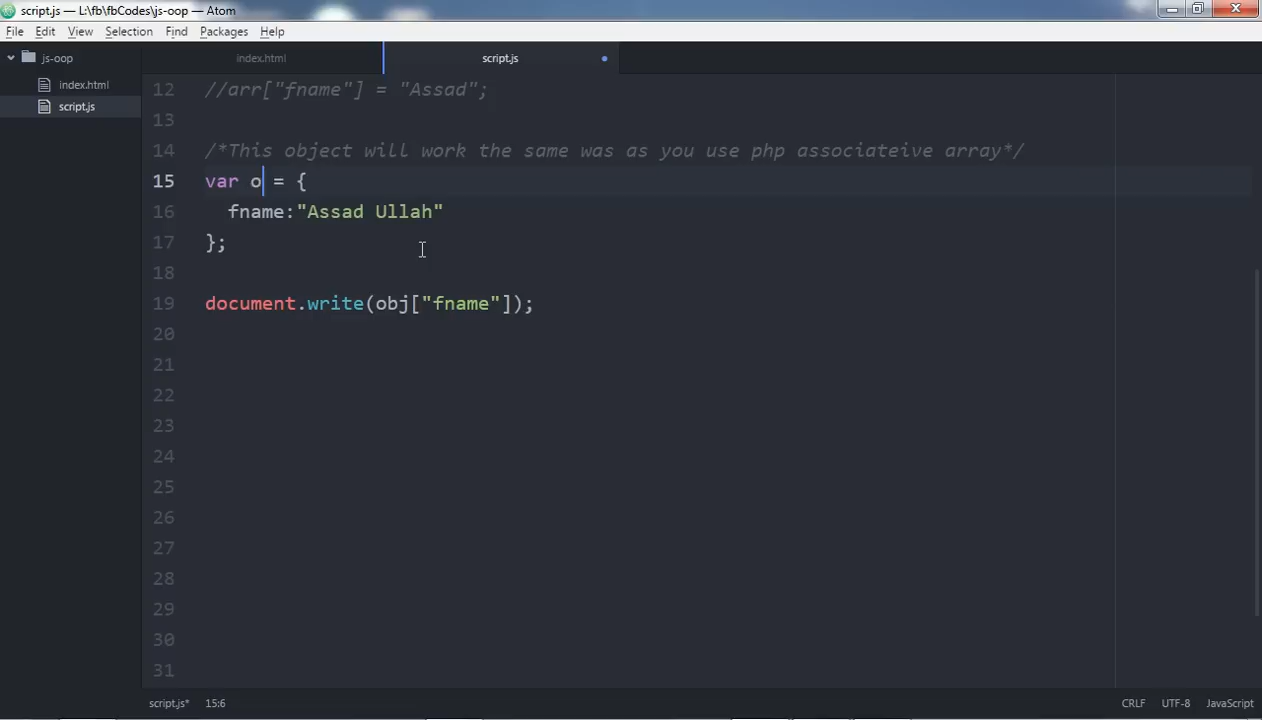 script.js — L:\fb\fbCodes\js-oop — Atom
File Edit View Selection Find Packages Help
js-oop
index.html
script.js
index.html script.js
12 //arr["fname"] = "Assad";
13
14 /*This object will work the same was as you use php associateive array*/
15 var o = {
16 fname:"Assad Ullah"
17 };
18
19 document.write(obj["fname"]);
20
21
22
23
24
25
26
27
28
29
30
31
script.js* 15:6 CRLF UTF-8 JavaScript